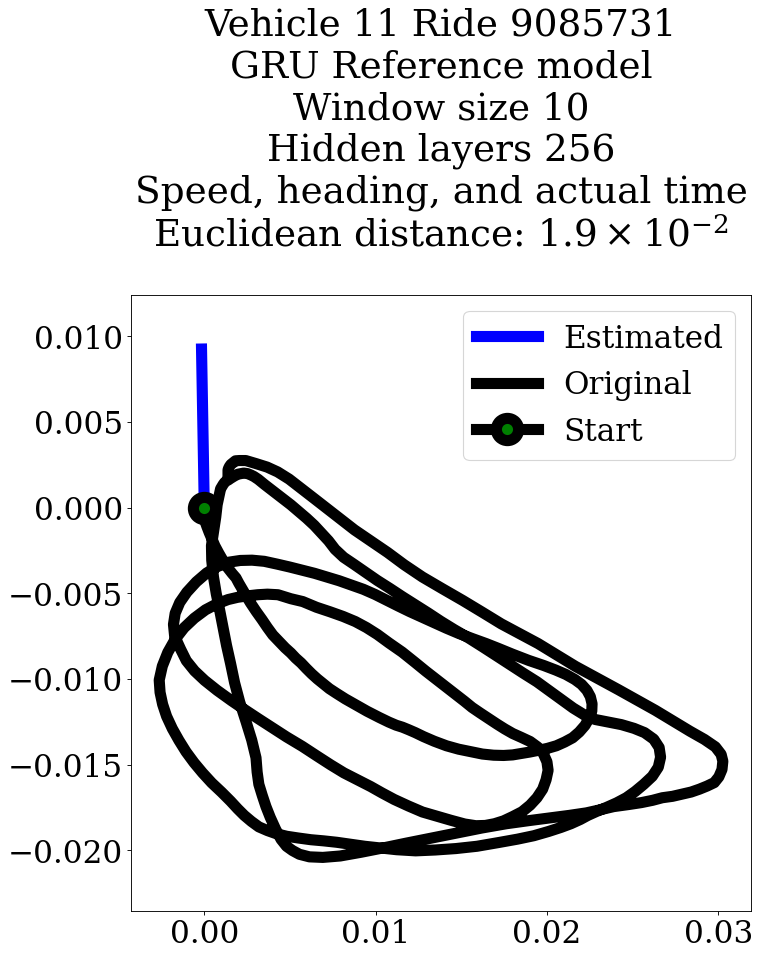 Vehicle 11 Ride 9085731
GRU Reference model
Window size 10
Hidden layers 256
Speed, heading, and actual time
Euclidean distance: 1.9 × 10⁻²
Estimated
Original
Start
0.010
0.005
0.000
−0.005
−0.010
−0.015
−0.020
0.00 0.01 0.02 0.03